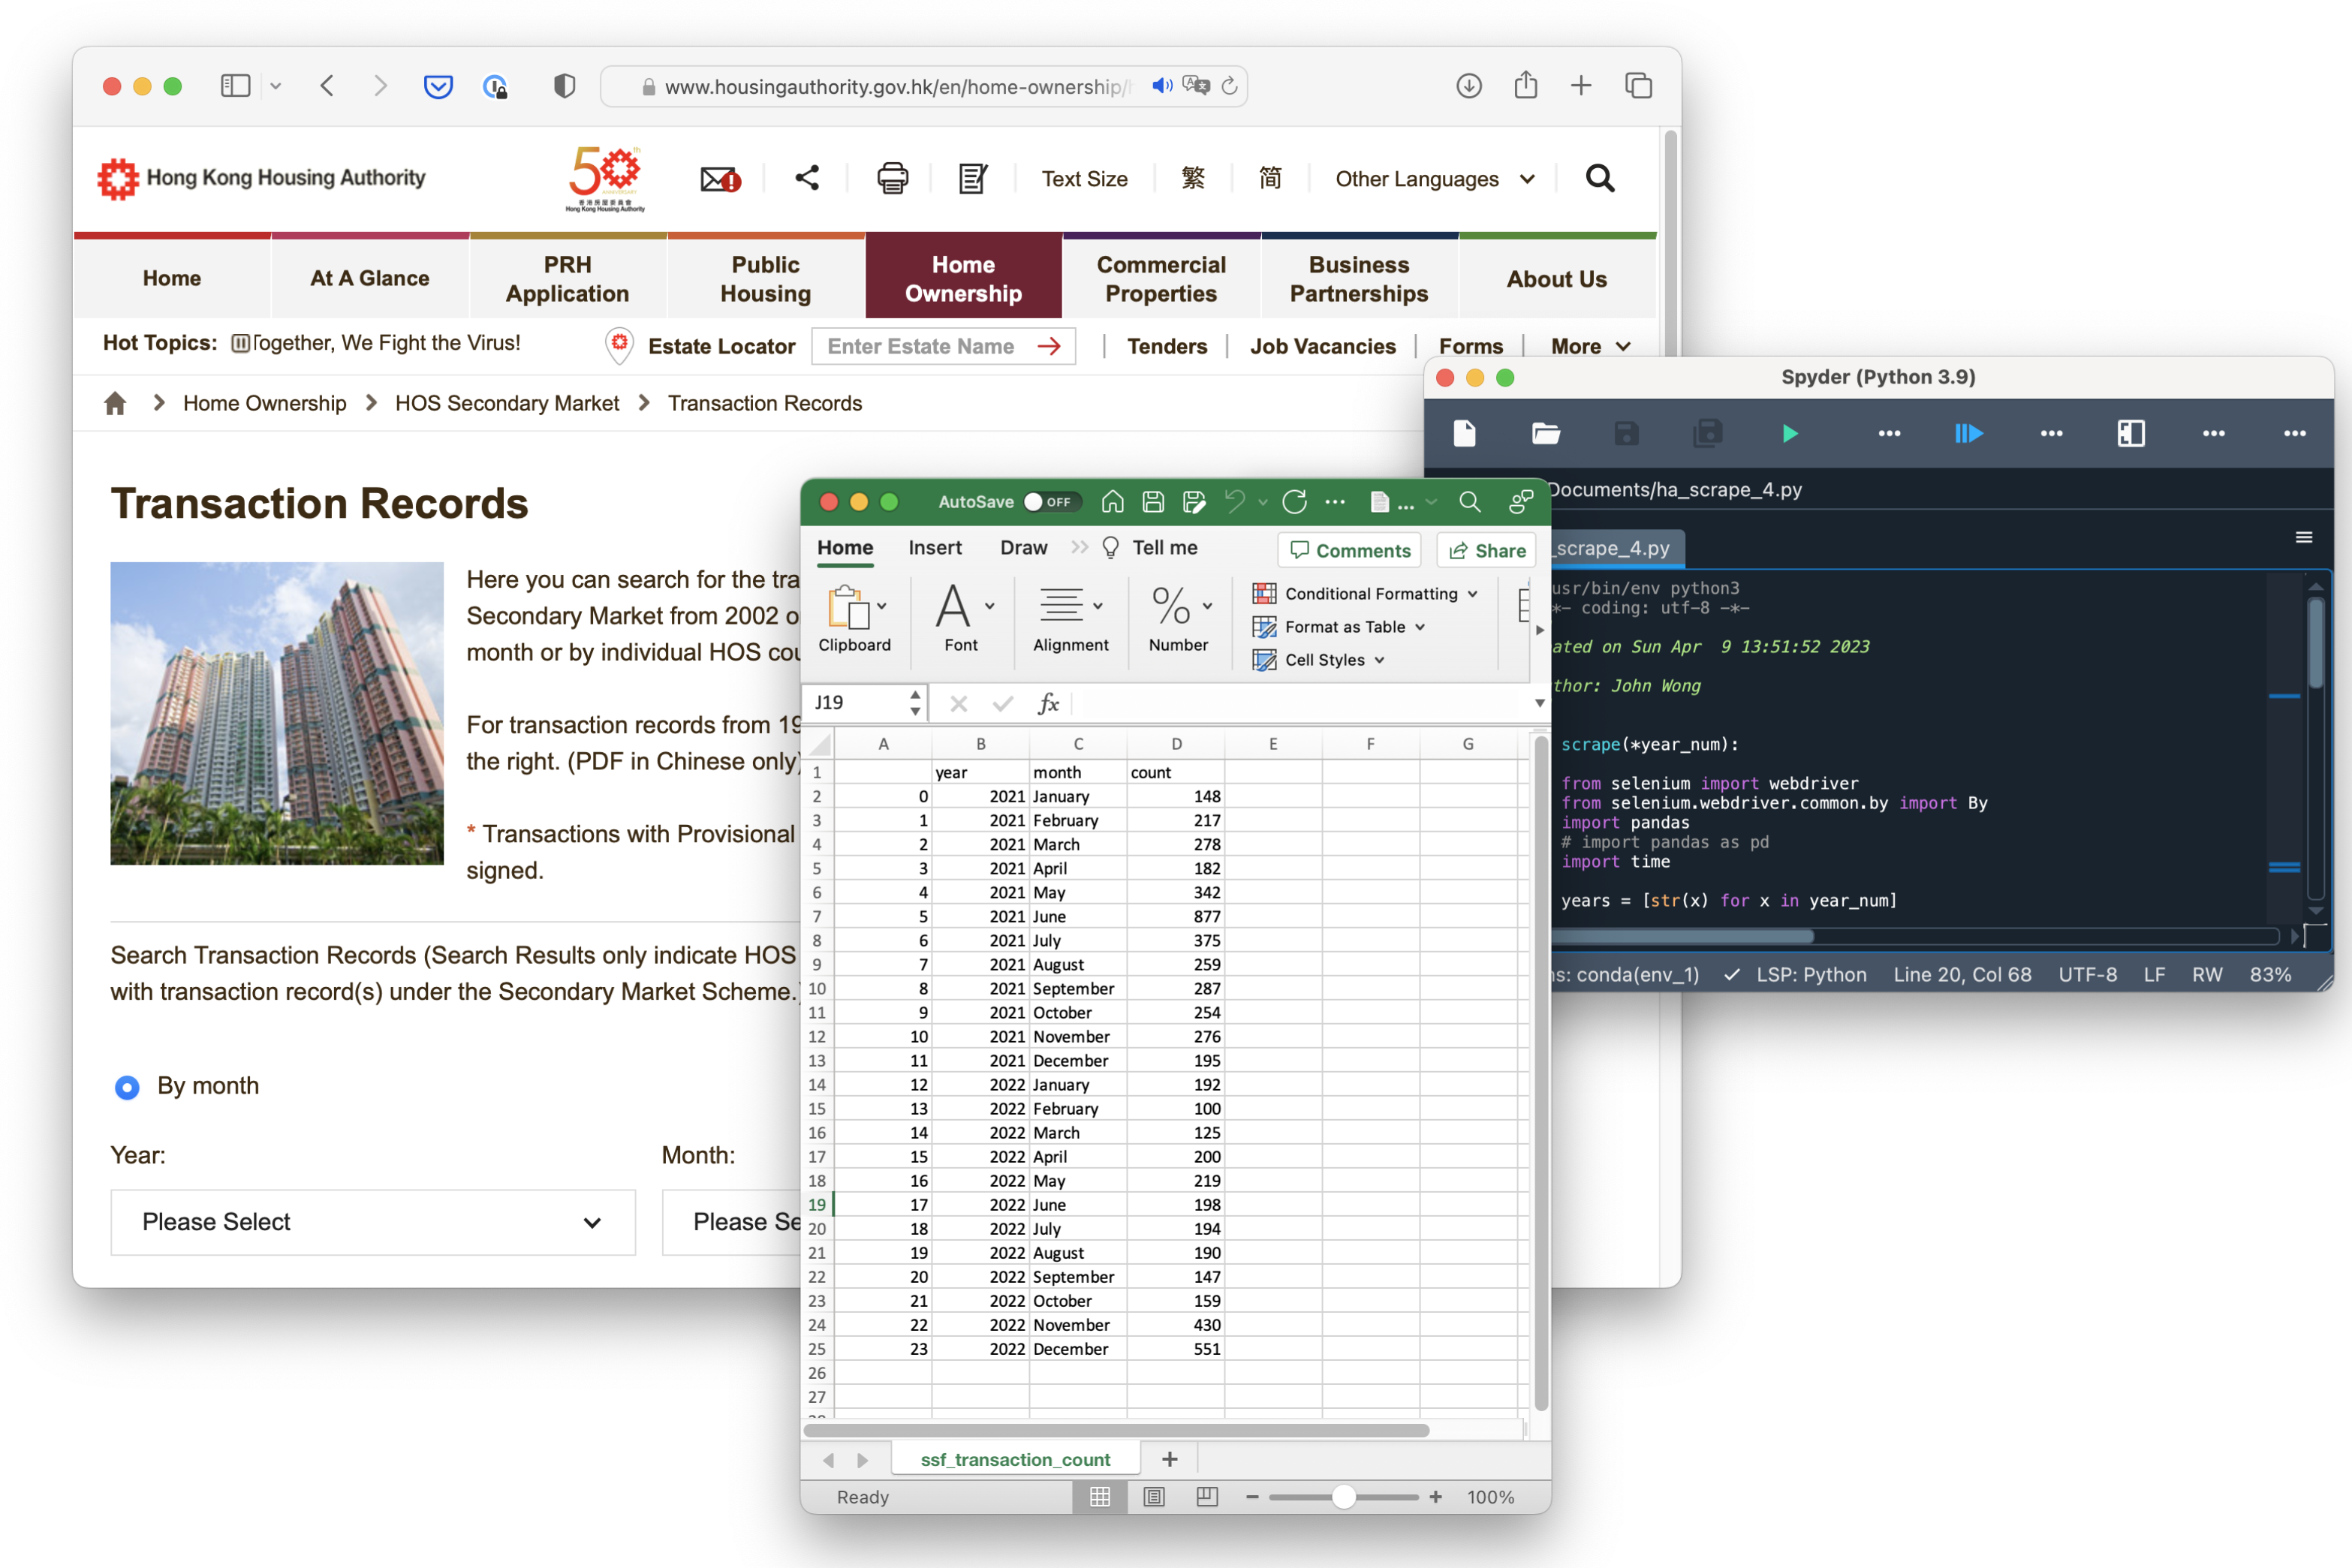 www.housingauthority.gov.hk/en/home-ownership/
Hong Kong Housing Authority
50th
ANNIVERSARY
香港房屋委員會
Hong Kong Housing Authority
Text Size
繁
简
Other Languages
Home
At A Glance
PRH
Application
Public
Housing
Home
Ownership
Commercial
Properties
Business
Partnerships
About Us
Hot Topics:
Together, We Fight the Virus!
Estate Locator
Enter Estate Name
Tenders
Job Vacancies
Forms
More
Home Ownership
HOS Secondary Market
Transaction Records
Transaction Records
Here you can search for the tra
Secondary Market from 2002 o
month or by individual HOS cou
For transaction records from 19
the right. (PDF in Chinese only)
* Transactions with Provisional
signed.
Search Transaction Records (Search Results only indicate HOS
with transaction record(s) under the Secondary Market Scheme.)
By month
Year:
Month:
Please Select
Please Se
AutoSave OFF
...
Home
Insert
Draw
Tell me
Comments
Share
Clipboard
Font
Alignment
%
Number
Conditional Formatting
Format as Table
Cell Styles
J19
fx
A B C D E F G
1 year month count
2 0 2021 January 148
3 1 2021 February 217
4 2 2021 March 278
5 3 2021 April 182
6 4 2021 May 342
7 5 2021 June 877
8 6 2021 July 375
9 7 2021 August 259
10 8 2021 September 287
11 9 2021 October 254
12 10 2021 November 276
13 11 2021 December 195
14 12 2022 January 192
15 13 2022 February 100
16 14 2022 March 125
17 15 2022 April 200
18 16 2022 May 219
19 17 2022 June 198
20 18 2022 July 194
21 19 2022 August 190
22 20 2022 September 147
23 21 2022 October 159
24 22 2022 November 430
25 23 2022 December 551
26
27
28
ssf_transaction_count
Ready
100%
Spyder (Python 3.9)
Documents/ha_scrape_4.py
_scrape_4.py
usr/bin/env python3
*- coding: utf-8 -*-
ated on Sun Apr  9 13:51:52 2023
thor: John Wong
scrape(*year_num):
from selenium import webdriver
from selenium.webdriver.common.by import By
import pandas
# import pandas as pd
import time
years = [str(x) for x in year_num]
ns: conda(env_1)
LSP: Python
Line 20, Col 68
UTF-8
LF
RW
83%